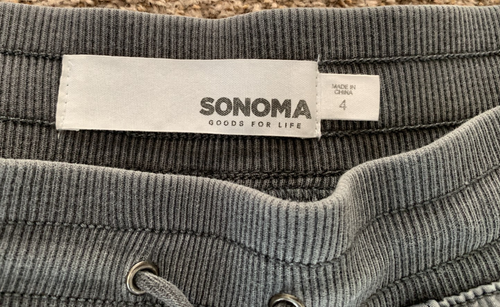 SONOMA
GOODS FOR LIFE
MADE IN
CHINA
4